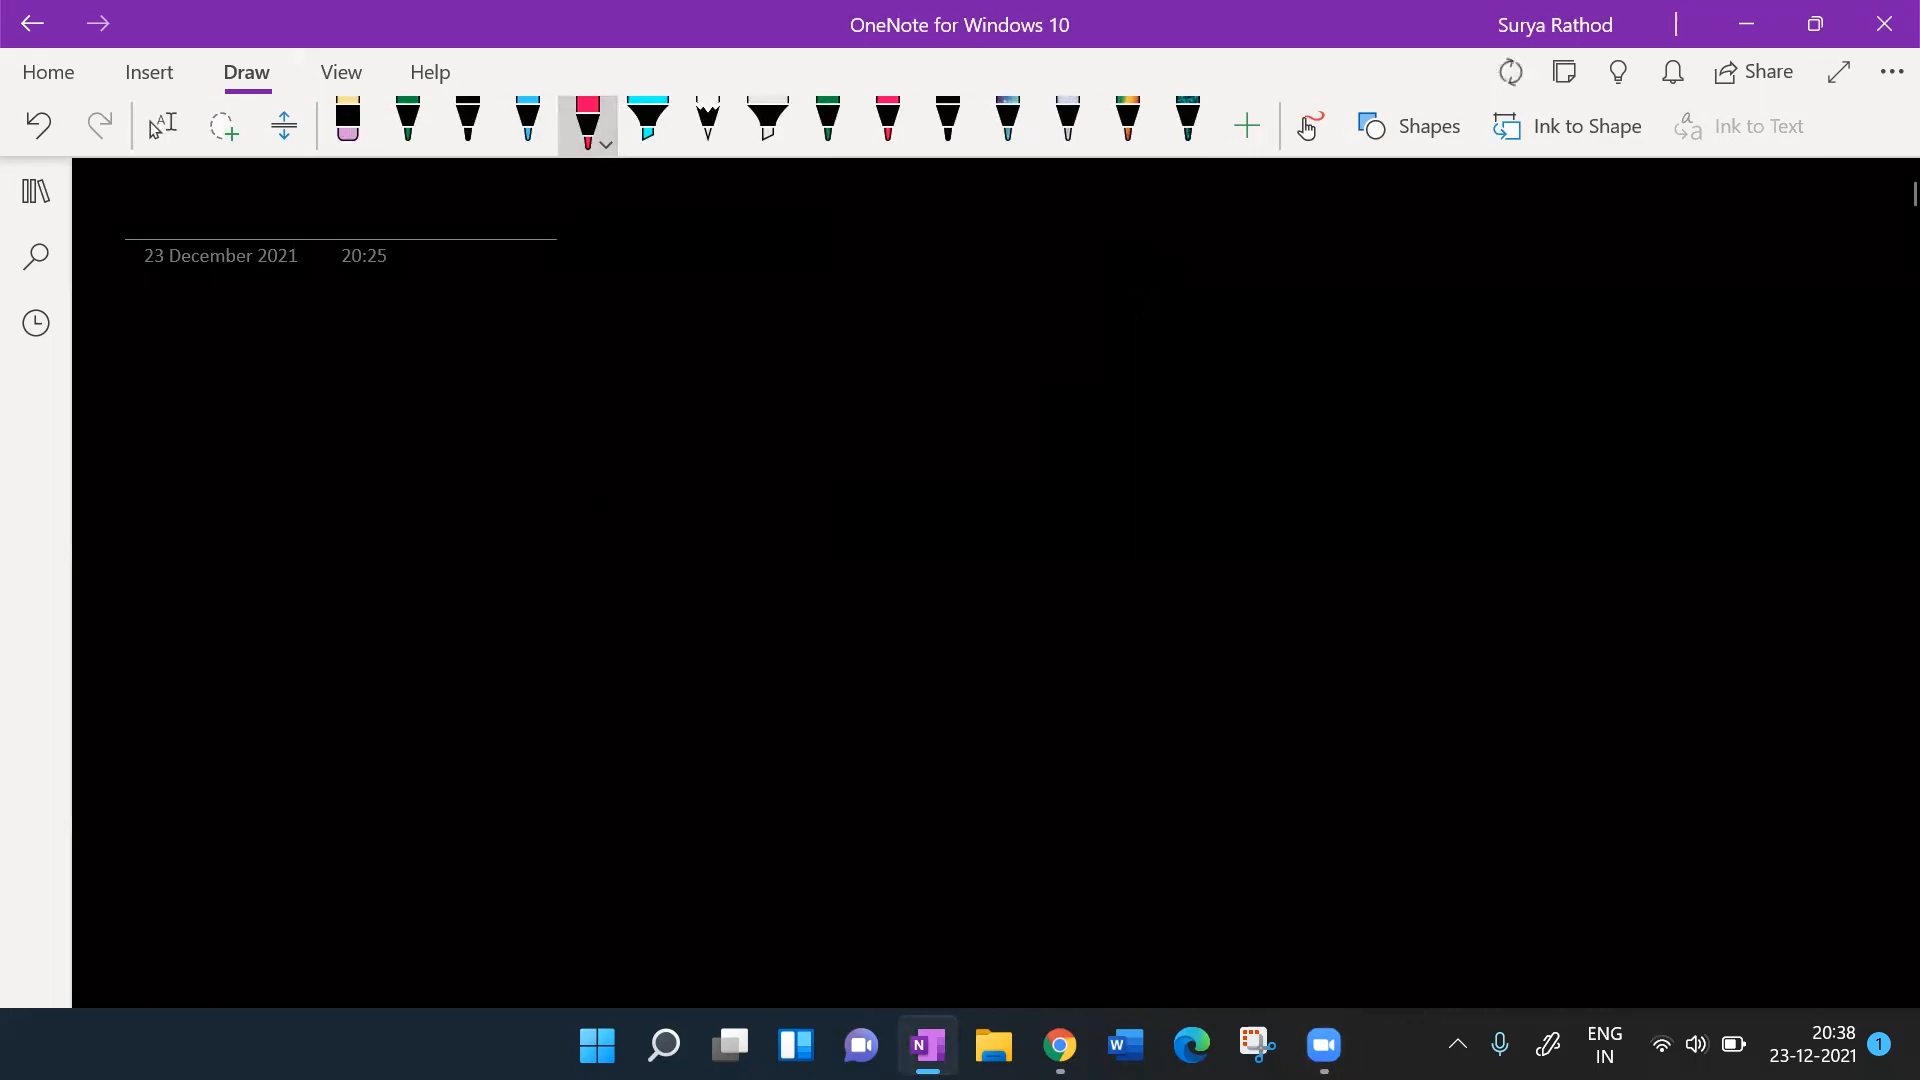 OneNote for Windows 10
Surya Rathod
Home
Insert
Draw
View
Help
Share
Shapes
Ink to Shape
Ink to Text
23 December 2021 20:25
ENG
IN
20:38
23-12-2021
1